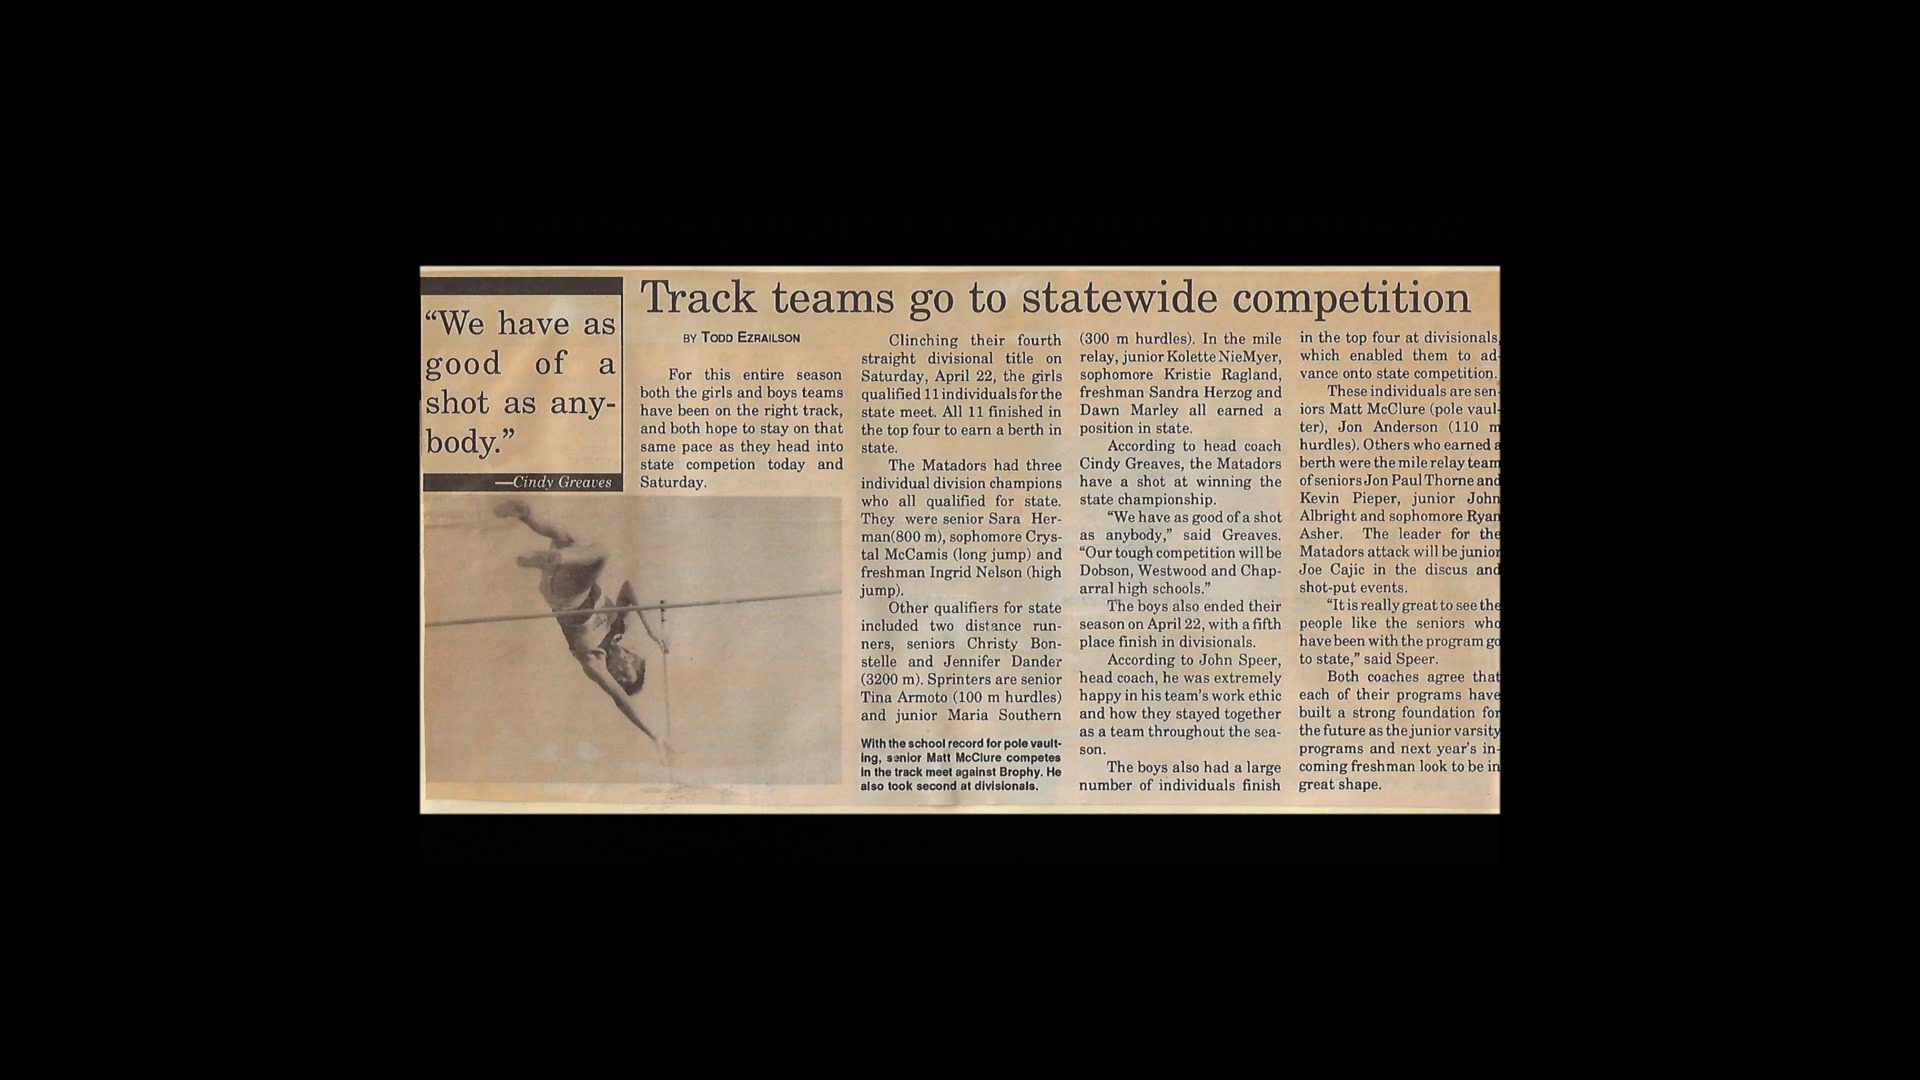 “We have as
good of a
shot as any-
body.”
—Cindy Greaves
Track teams go to statewide competition
BY TODD EZRAILSON
For this entire season
both the girls and boys teams
have been on the right track,
and both hope to stay on that
same pace as they head into
state competion today and
Saturday.
Clinching their fourth
straight divisional title on
Saturday, April 22, the girls
qualified 11 individuals for the
state meet. All 11 finished in
the top four to earn a berth in
state.
The Matadors had three
individual division champions
who all qualified for state.
They were senior Sara Her-
man(800 m), sophomore Crys-
tal McCamis (long jump) and
freshman Ingrid Nelson (high
jump).
Other qualifiers for state
included two distance run-
ners, seniors Christy Bon-
stelle and Jennifer Dander
(3200 m). Sprinters are senior
Tina Armoto (100 m hurdles)
and junior Maria Southern
With the school record for pole vault-
ing, senior Matt McClure competes
in the track meet against Brophy. He
also took second at divisionals.
(300 m hurdles). In the mile
relay, junior Kolette NieMyer,
sophomore Kristie Ragland,
freshman Sandra Herzog and
Dawn Marley all earned a
position in state.
According to head coach
Cindy Greaves, the Matadors
have a shot at winning the
state championship.
“We have as good of a shot
as anybody,” said Greaves.
“Our tough competition will be
Dobson, Westwood and Chap-
arral high schools.”
The boys also ended their
season on April 22, with a fifth
place finish in divisionals.
According to John Speer,
head coach, he was extremely
happy in his team’s work ethic
and how they stayed together
as a team throughout the sea-
son.
The boys also had a large
number of individuals finish
in the top four at divisionals,
which enabled them to ad-
vance onto state competition.
These individuals are sen-
iors Matt McClure (pole vaul-
ter), Jon Anderson (110 m
hurdles). Others who earned a
berth were the mile relay team
of seniors Jon Paul Thorne and
Kevin Pieper, junior John
Albright and sophomore Ryan
Asher. The leader for the
Matadors attack will be junior
Joe Cajic in the discus and
shot-put events.
“It is really great to see the
people like the seniors who
have been with the program go
to state,” said Speer.
Both coaches agree that
each of their programs have
built a strong foundation for
the future as the junior varsity
programs and next year’s in-
coming freshman look to be in
great shape.